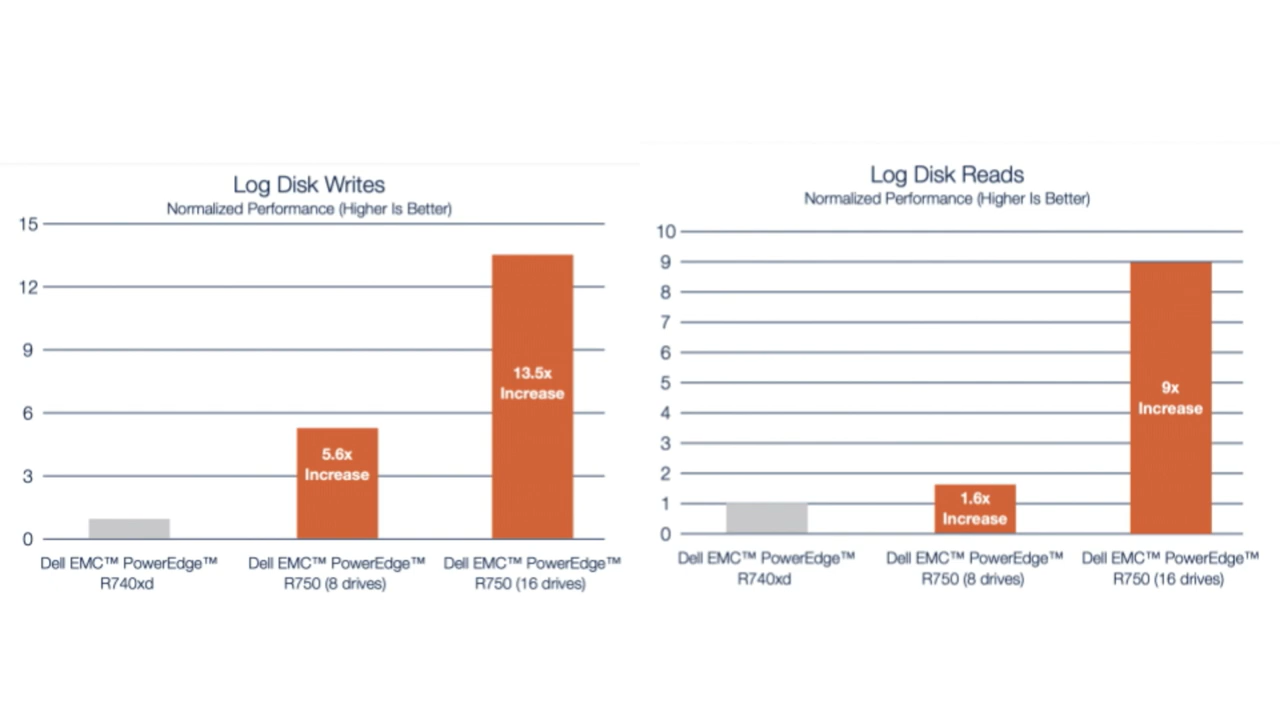 Log Disk Writes
Normalized Performance (Higher Is Better)
15
12
9
6
3
0
5.6x
Increase
13.5x
Increase
Dell EMC™ PowerEdge™
R740xd
Dell EMC™ PowerEdge™
R750 (8 drives)
Dell EMC™ PowerEdge™
R750 (16 drives)
Log Disk Reads
Normalized Performance (Higher Is Better)
10
9
8
7
6
5
4
3
2
1
0
1.6x
Increase
9x
Increase
Dell EMC™ PowerEdge™
R740xd
Dell EMC™ PowerEdge™
R750 (8 drives)
Dell EMC™ PowerEdge™
R750 (16 drives)